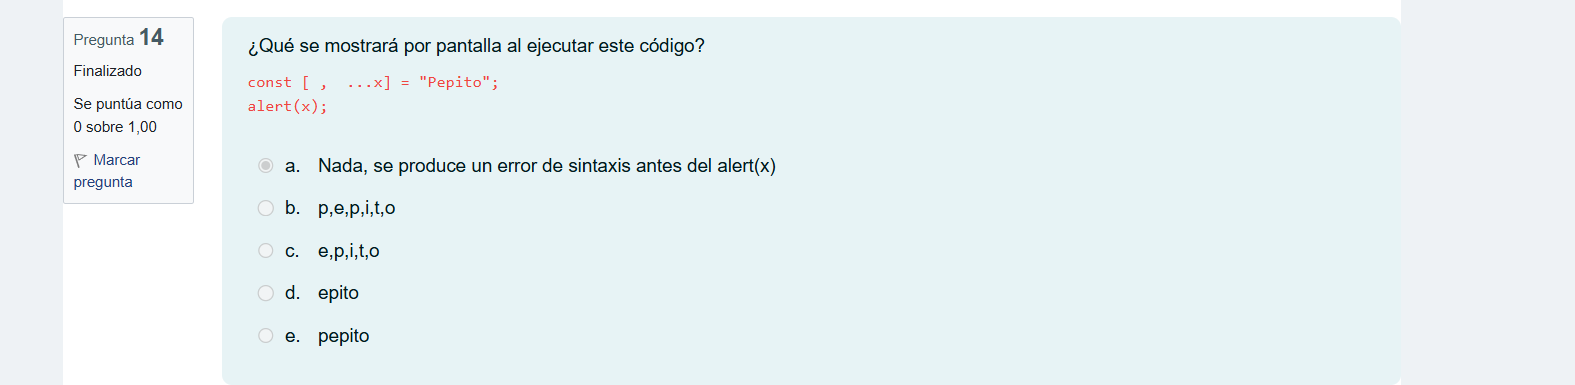 Pregunta 14
Finalizado
Se puntúa como
0 sobre 1,00
Marcar
pregunta
¿Qué se mostrará por pantalla al ejecutar este código?
const [ ,  ...x] = "Pepito";
alert(x);
a. Nada, se produce un error de sintaxis antes del alert(x)
b. p,e,p,i,t,o
c. e,p,i,t,o
d. epito
e. pepito